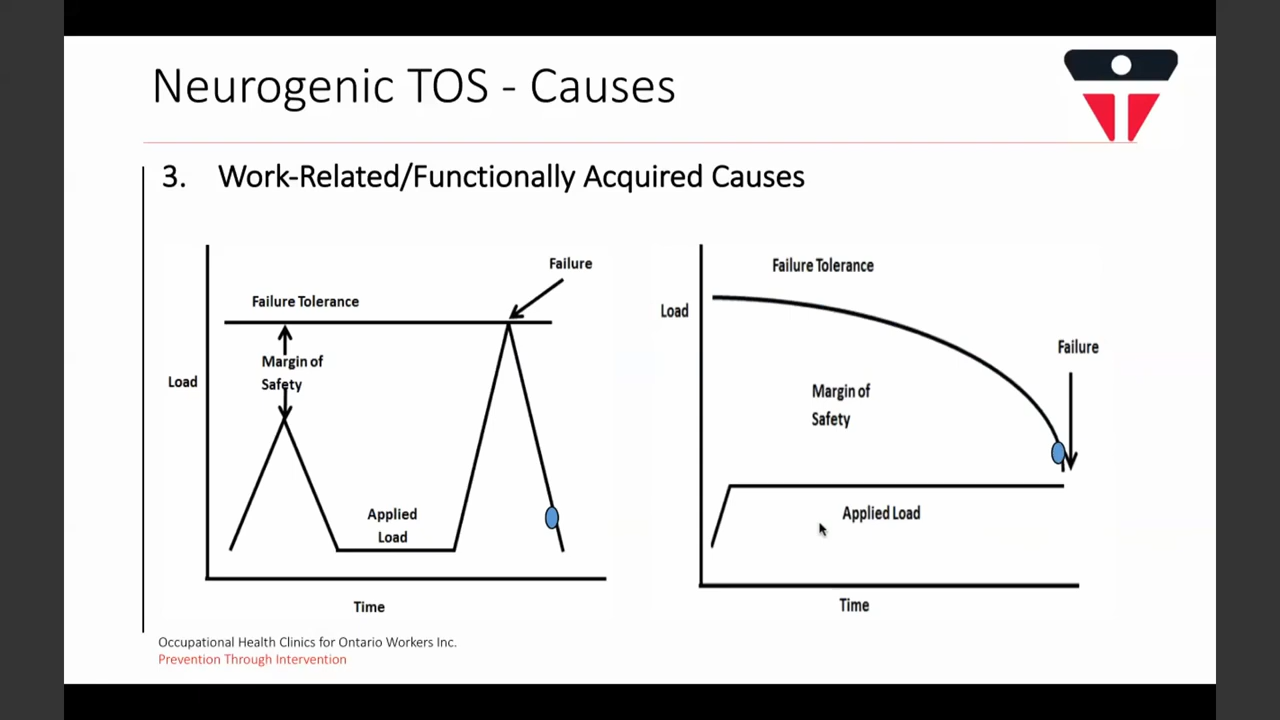 Neurogenic TOS - Causes
3. Work-Related/Functionally Acquired Causes
Failure
Failure Tolerance
Margin of
Safety
Load
Applied
Load
Time
Failure Tolerance
Load
Failure
Margin of
Safety
Applied Load
Time
Occupational Health Clinics for Ontario Workers Inc.
Prevention Through Intervention